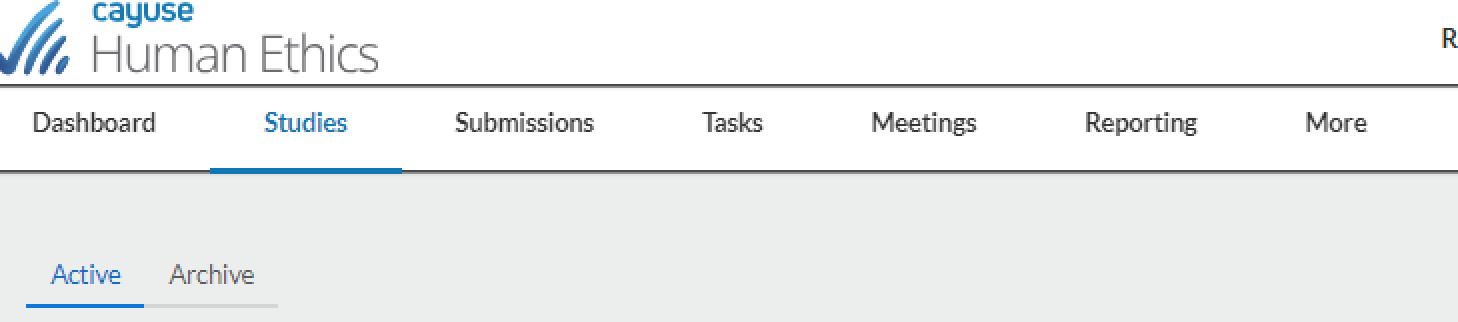 cayuse
Human Ethics
R
Dashboard Studies Submissions Tasks Meetings Reporting More
Active Archive